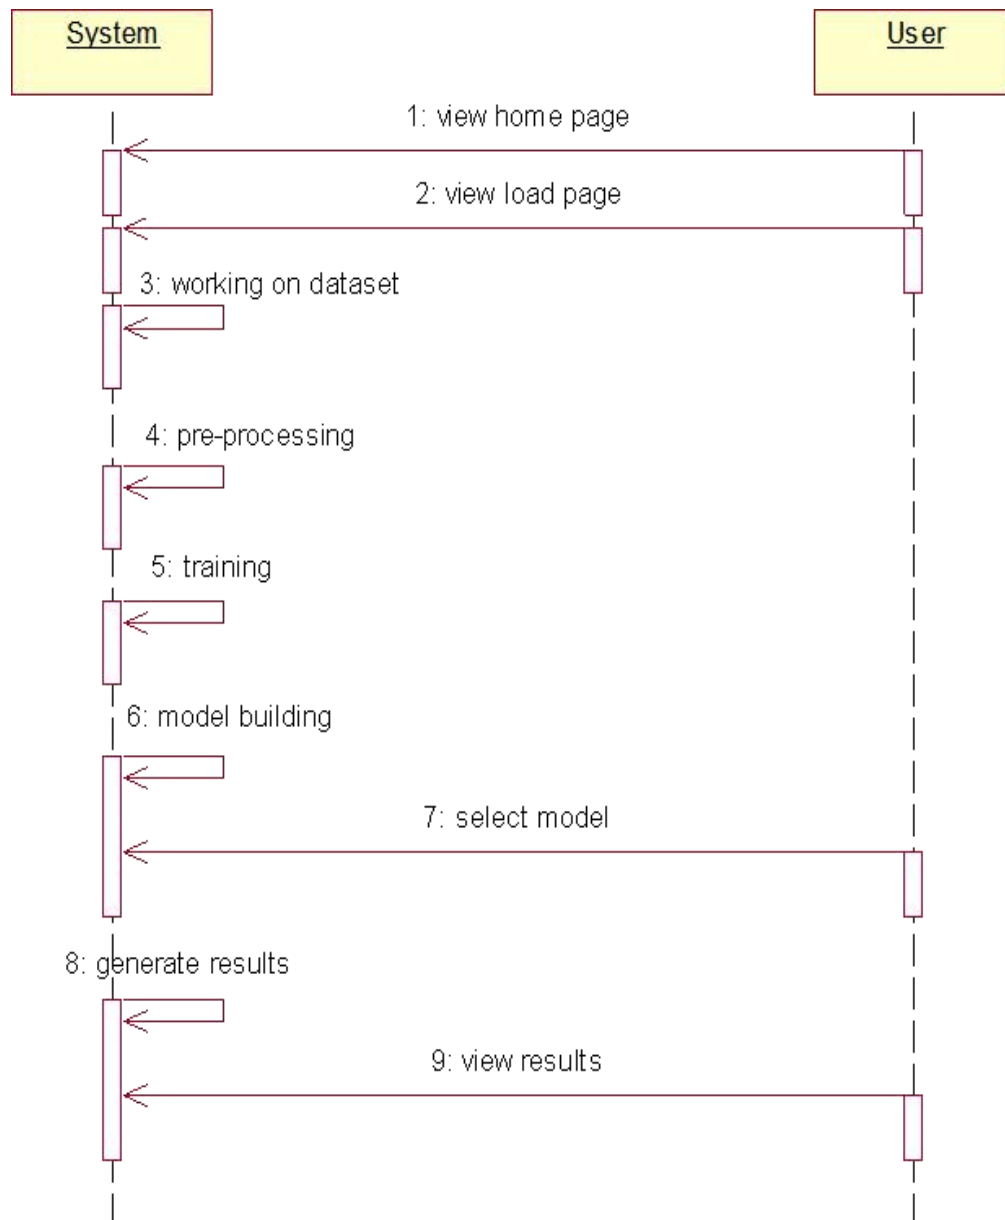 System
User
1: view home page
2: view load page
3: working on dataset
4: pre-processing
5: training
6: model building
7: select model
8: generate results
9: view results